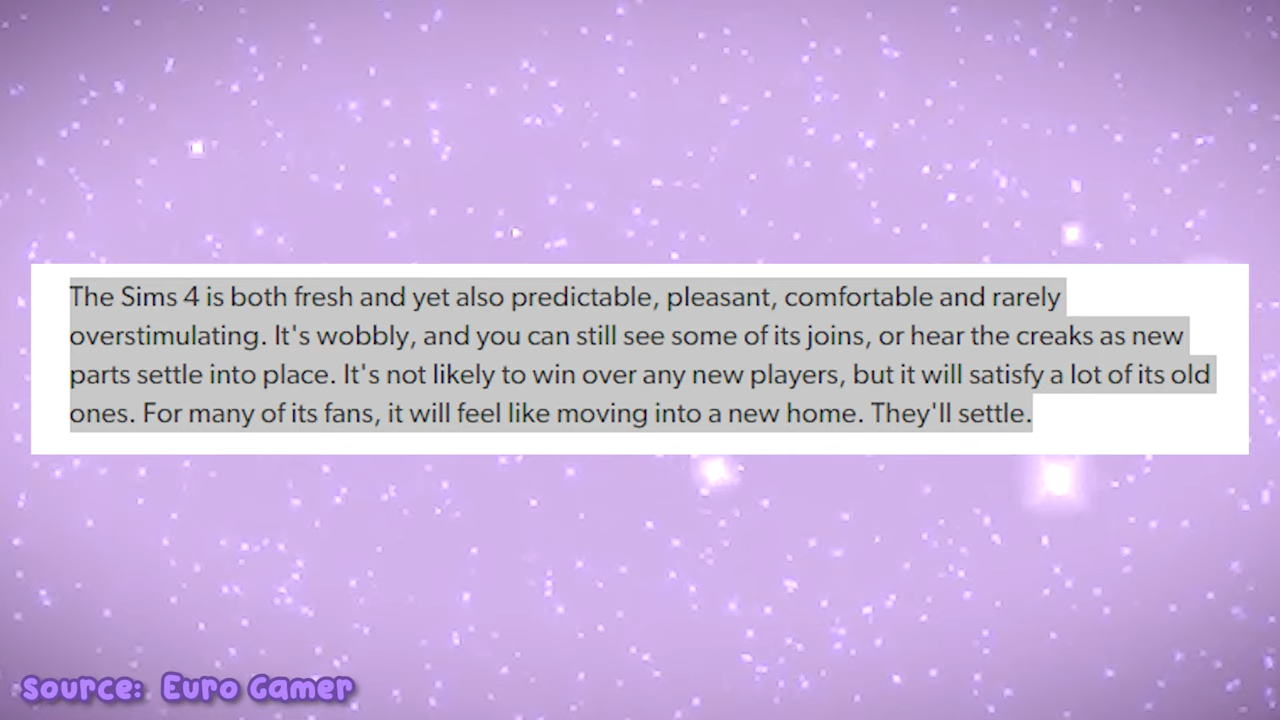 The Sims 4 is both fresh and yet also predictable, pleasant, comfortable and rarely
overstimulating. It's wobbly, and you can still see some of its joins, or hear the creaks as new
parts settle into place. It's not likely to win over any new players, but it will satisfy a lot of its old
ones. For many of its fans, it will feel like moving into a new home. They'll settle.
Source: Euro Gamer